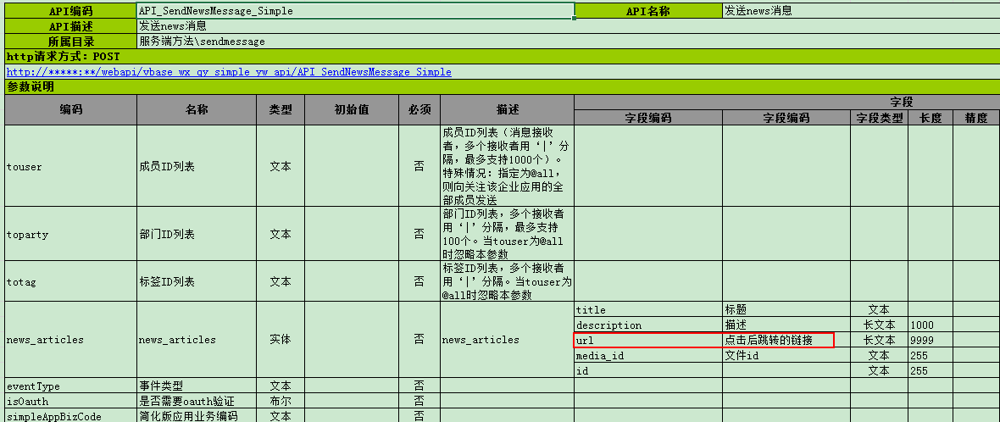 API编码 API_SendNewsMessage_Simple API名称 发送news消息
API描述 发送news消息
所属目录 服务端方法\sendmessage
http请求方式：POST
http://*****:**/webapi/vbase_wx_qy_simple_yw_api/API_SendNewsMessage_Simple
参数说明
编码 名称 类型 初始值 必须 描述 字段
字段编码 字段编码 字段类型 长度 精度
touser 成员ID列表 文本 否
成员ID列表（消息接收
者，多个接收者用‘|’分
隔，最多支持1000个）。
特殊情况：指定为@all，
则向关注该企业应用的全
部成员发送
toparty 部门ID列表 文本 否
部门ID列表，多个接收者
用‘|’分隔，最多支持
100个。当touser为@all
时忽略本参数
totag 标签ID列表 文本 否
标签ID列表，多个接收者
用‘|’分隔。当touser为
@all时忽略本参数
news_articles news_articles 实体 否 news_articles
title 标题 文本
description 描述 长文本 1000
url 点击后跳转的链接 长文本 9999
media_id 文件id 文本 255
id 文本 255
eventType 事件类型 文本 否
isOauth 是否需要oauth验证 布尔 否
simpleAppBizCode 简化版应用业务编码 文本 否